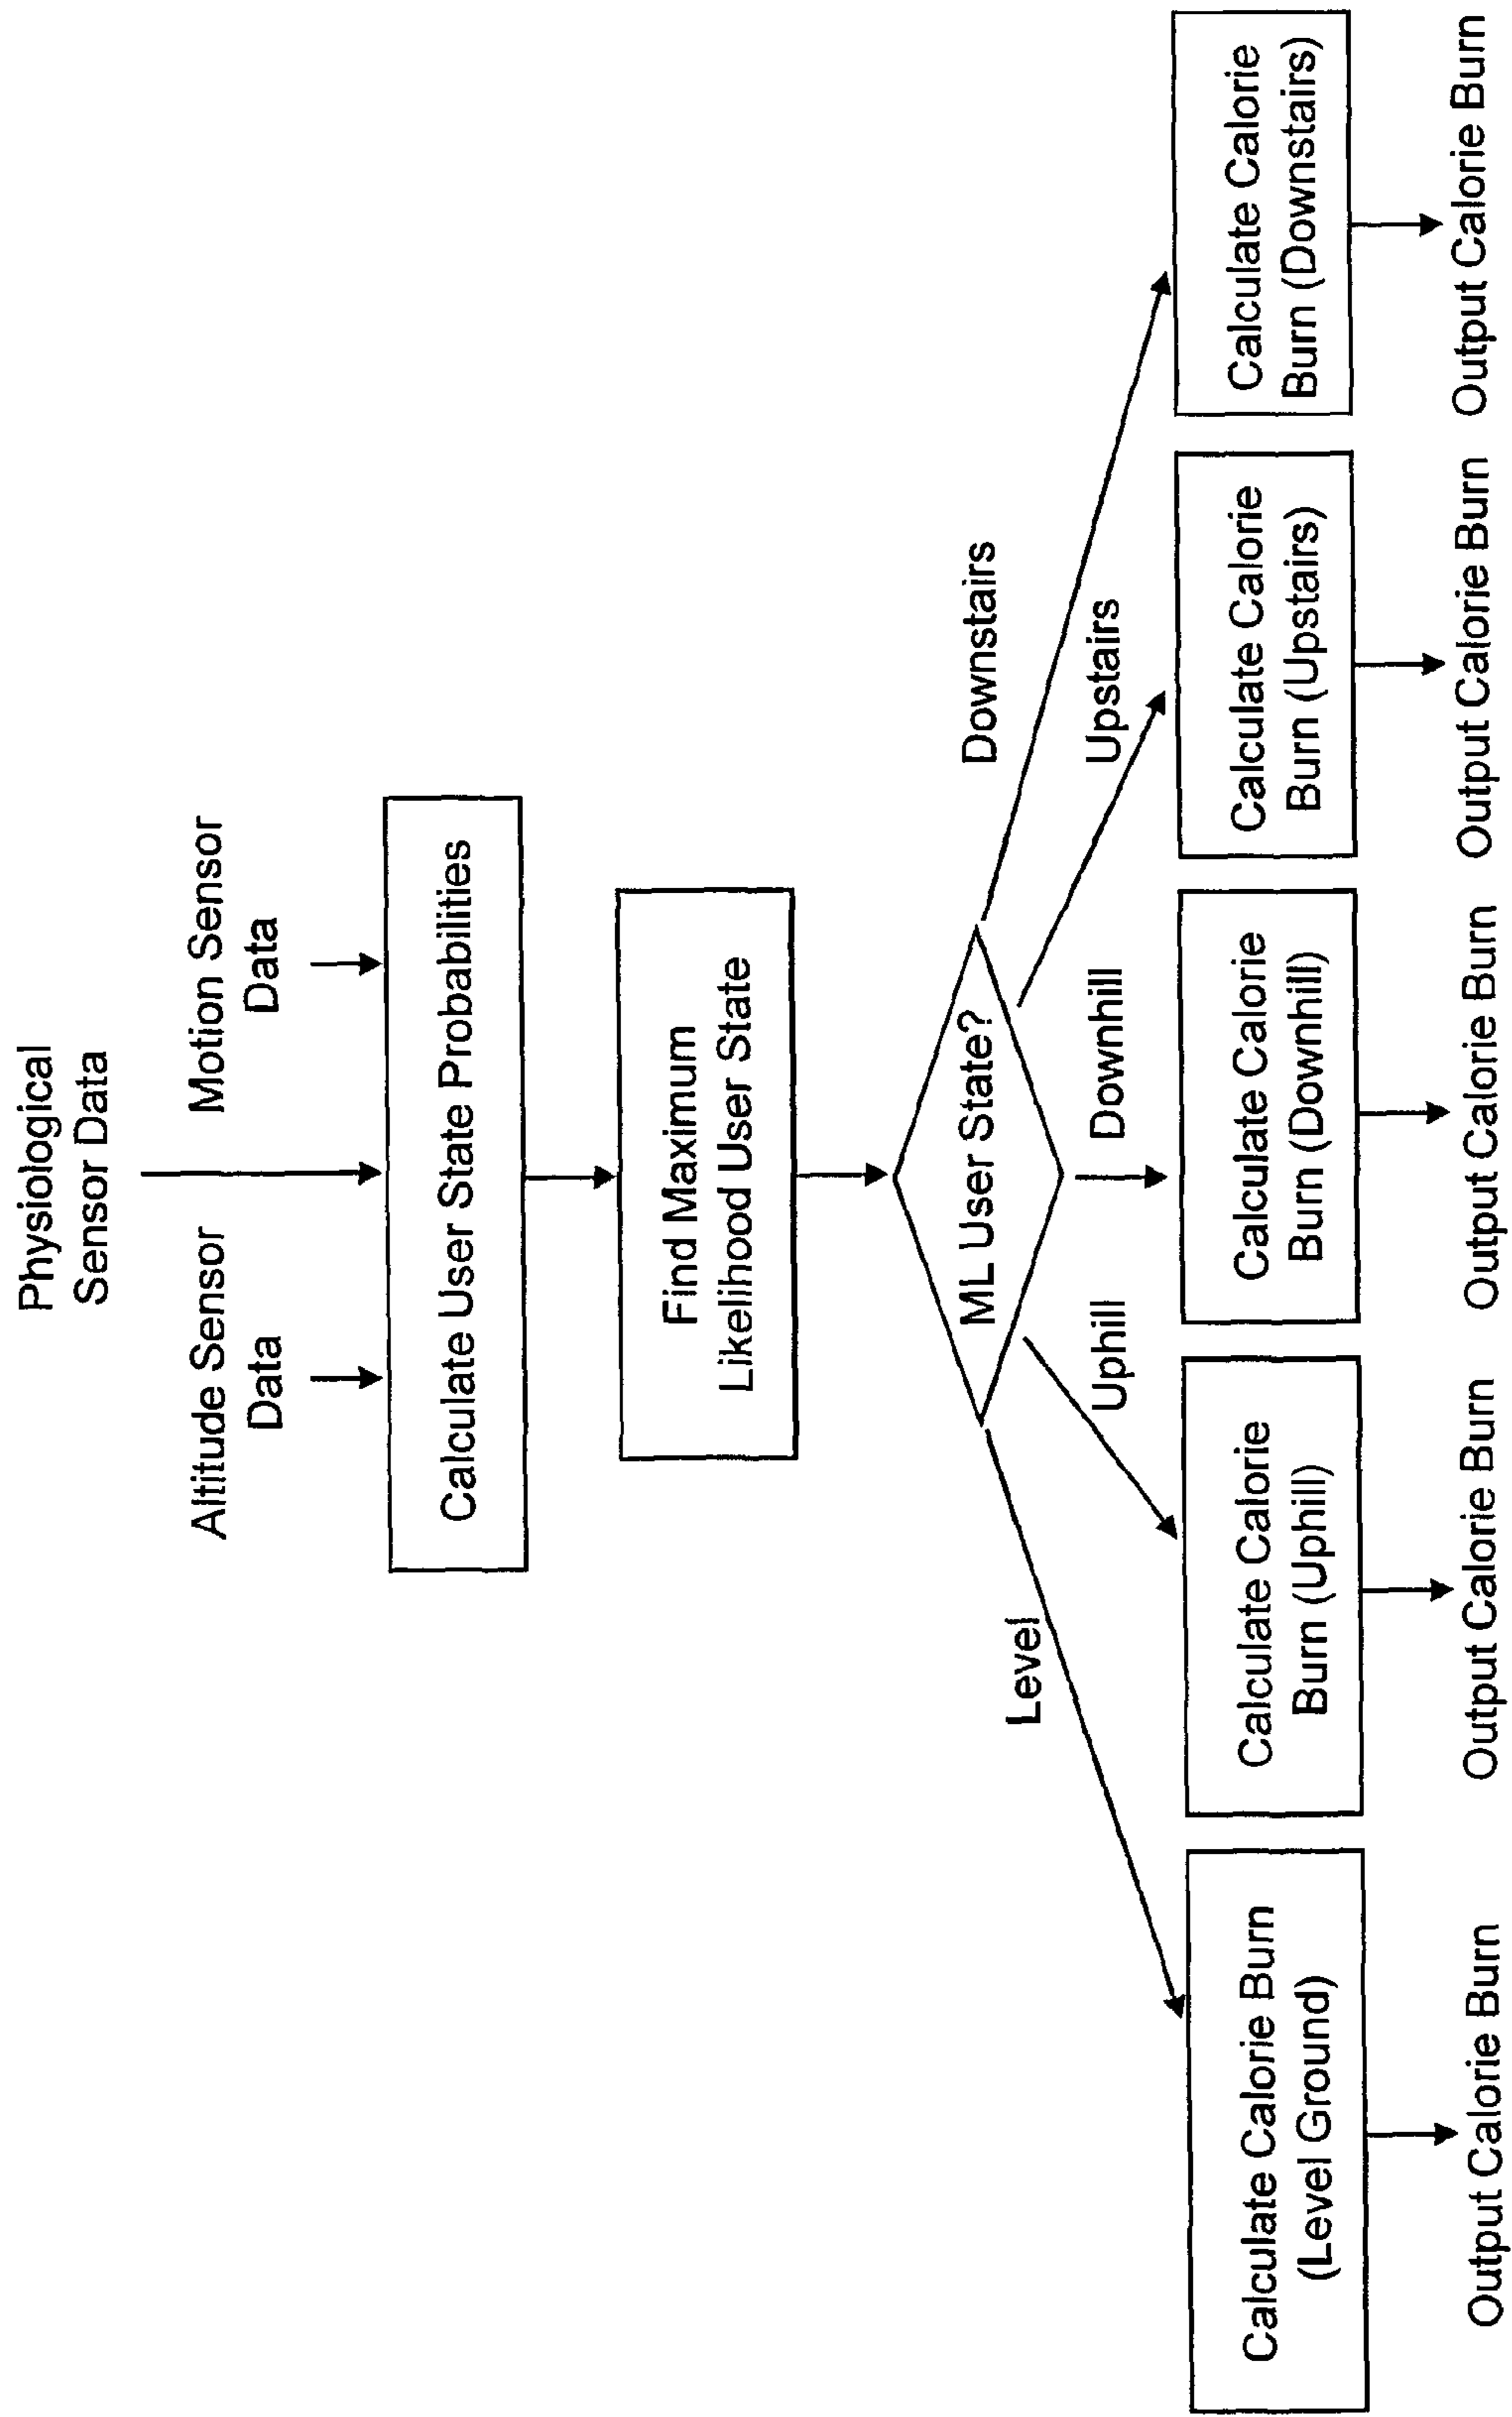 Physiological
Sensor Data
Altitude Sensor
Data
Motion Sensor
Data
Calculate User State Probabilities
Find Maximum
Likelihood User State
ML User State?
Level
Uphill
Downhill
Upstairs
Downstairs
Calculate Calorie Burn
(Level Ground)
Calculate Calorie
Burn (Uphill)
Calculate Calorie
Burn (Downhill)
Calculate Calorie
Burn (Upstairs)
Calculate Calorie
Burn (Downstairs)
Output Calorie Burn
Output Calorie Burn
Output Calorie Burn
Output Calorie Burn
Output Calorie Burn